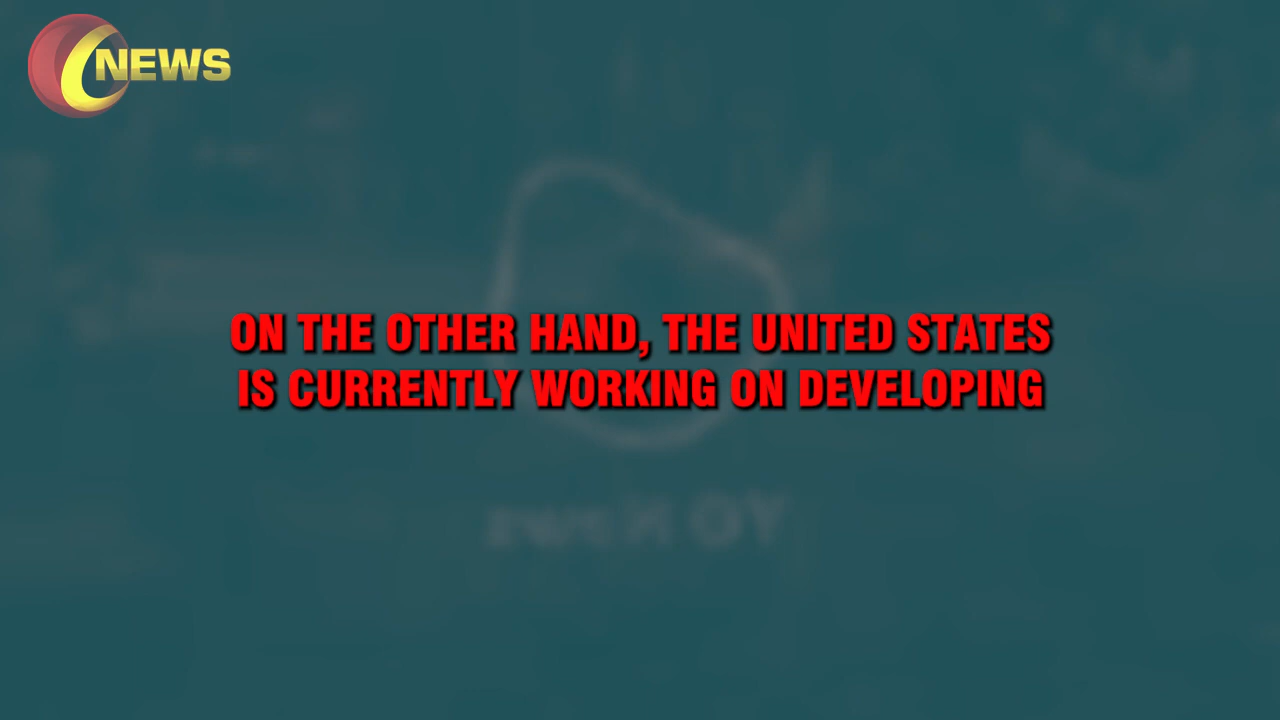 NEWS
ON THE OTHER HAND, THE UNITED STATES
IS CURRENTLY WORKING ON DEVELOPING